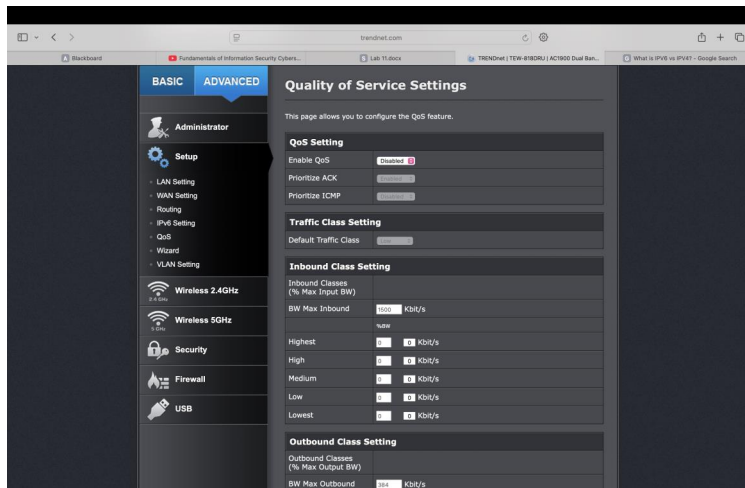 trendnet.com
Blackboard
Fundamentals of Information Security Cybers...
Lab 11.docx
TRENDnet | TEW-818DRU | AC1900 Dual Ban...
What is IPV6 vs IPV4? - Google Search
BASIC
ADVANCED
Administrator
Setup
LAN Setting
WAN Setting
Routing
IPv6 Setting
QoS
Wizard
VLAN Setting
2.4 GHz
Wireless 2.4GHz
5 GHz
Wireless 5GHz
Security
Firewall
USB
Quality of Service Settings
This page allows you to configure the QoS feature.
QoS Setting
Enable QoS Disabled
Prioritize ACK Enabled
Prioritize ICMP Disabled
Traffic Class Setting
Default Traffic Class Low
Inbound Class Setting
Inbound Classes
(% Max Input BW)
BW Max Inbound 1500 Kbit/s
%BW
Highest 0 0 Kbit/s
High 0 0 Kbit/s
Medium 0 0 Kbit/s
Low 0 0 Kbit/s
Lowest 0 0 Kbit/s
Outbound Class Setting
Outbound Classes
(% Max Output BW)
BW Max Outbound 384 Kbit/s